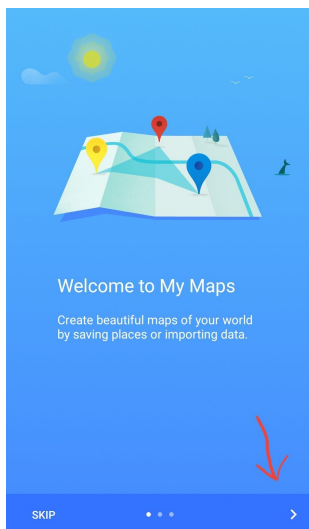 Welcome to My Maps
Create beautiful maps of your world
by saving places or importing data.
SKIP